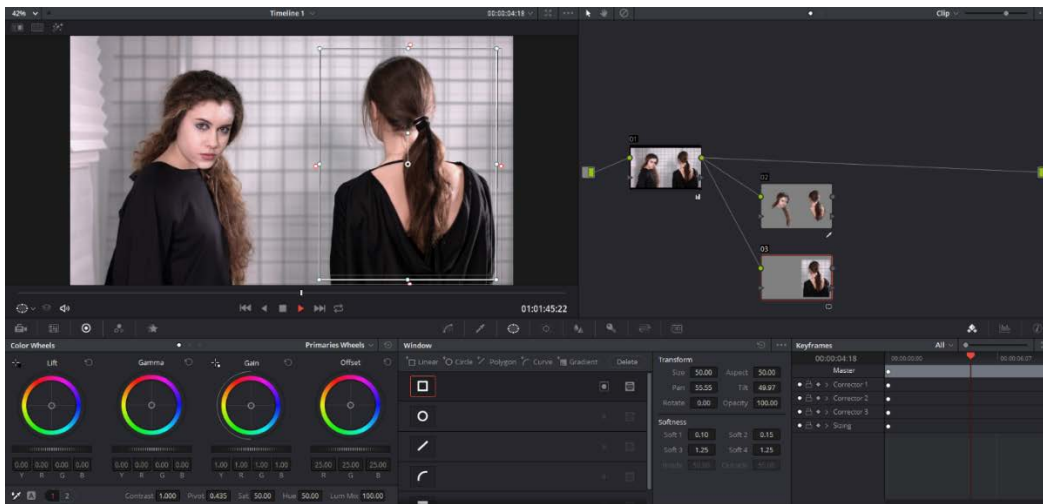 42%
Timeline 1
00:00:04:18
Clip
01
02
03
01:01:45:22
Color Wheels
Primaries Wheels
Lift
Gamma
Gain
Offset
0.00 0.00 0.00 0.00
0.00 0.00 0.00 0.00
1.00 1.00 1.00 1.00
25.00 25.00 25.00
Y R G B
Y R G B
Y R G B
R G B
A 1 2
Contrast 1.000 Pivot 0.435 Sat 50.00 Hue 50.00 Lum Mix 100.00
Window
Linear Circle Polygon Curve Gradient Delete
Transform
Size 50.00 Aspect 50.00
Pan 55.55 Tilt 49.97
Rotate 0.00 Opacity 100.00
Softness
Soft 1 0.10 Soft 2 0.15
Soft 3 1.25 Soft 4 1.25
Keyframes
All
00:00:04:18 00:00:00:00 00:00:04:07
Master
Corrector 1
Corrector 2
Corrector 3
Sizing